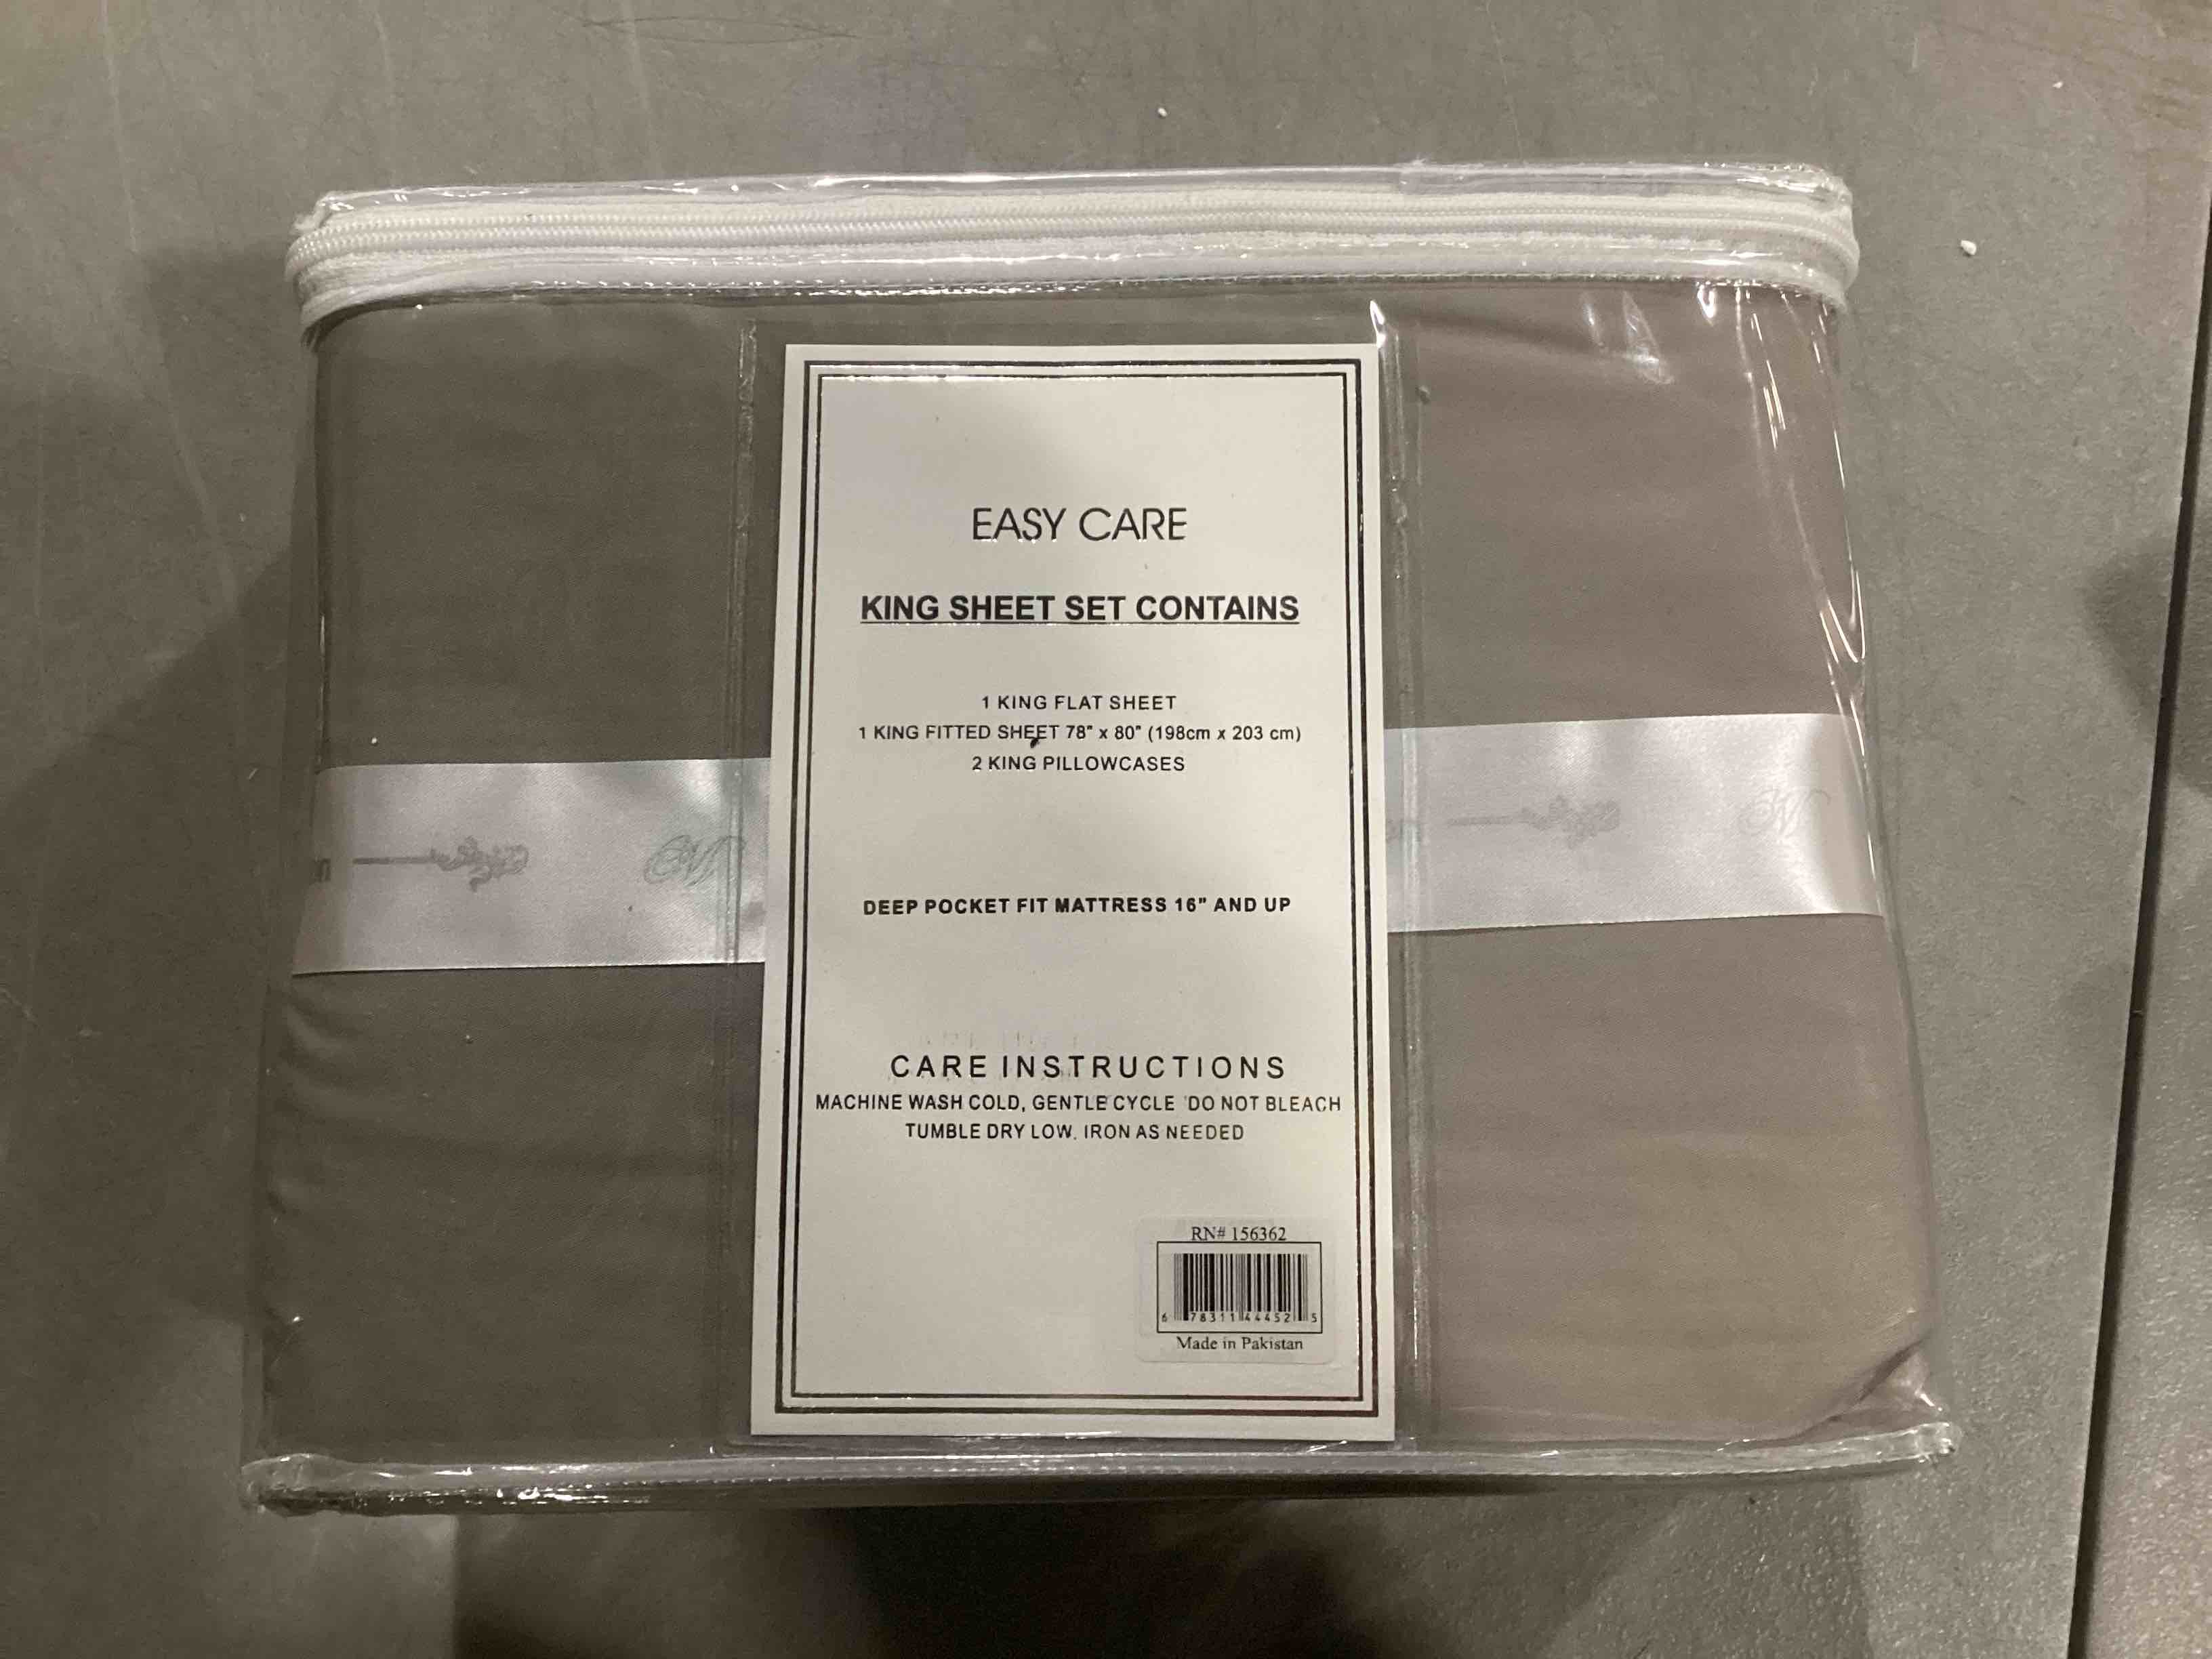 EASY CARE
KING SHEET SET CONTAINS
1 KING FLAT SHEET
1 KING FITTED SHEET 78" x 80" (198cm x 203 cm)
2 KING PILLOWCASES
DEEP POCKET FIT MATTRESS 16" AND UP
CARE INSTRUCTIONS
MACHINE WASH COLD, GENTLE CYCLE DO NOT BLEACH
TUMBLE DRY LOW, IRON AS NEEDED
RN# 156362
6 78311 44452 5
Made in Pakistan